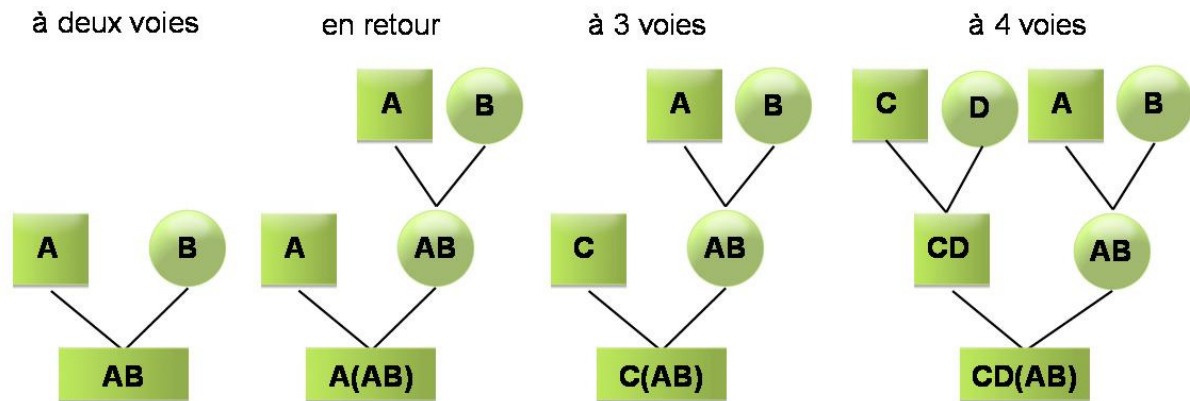 à deux voies
en retour
à 3 voies
à 4 voies
A B
A B
C D A B
A B
A AB
C AB
CD AB
AB
A(AB)
C(AB)
CD(AB)